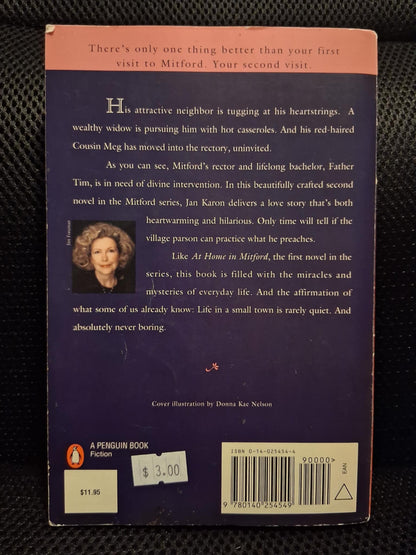 There's only one thing better than your first
visit to Mitford. Your second visit.
His attractive neighbor is tugging at his heartstrings. A
wealthy widow is pursuing him with hot casseroles. And his red-haired
Cousin Meg has moved into the rectory, uninvited.
As you can see, Mitford's rector and lifelong bachelor, Father
Tim, is in need of divine intervention. In this beautifully crafted second
novel in the Mitford series, Jan Karon delivers a love story that's both
heartwarming and hilarious. Only time will tell if the
village parson can practice what he preaches.
Like At Home in Mitford, the first novel in the
series, this book is filled with the miracles and
mysteries of everyday life. And the affirmation of
what some of us already know: Life in a small town is rarely quiet. And
absolutely never boring.
Cover illustration by Donna Kae Nelson
A PENGUIN BOOK
Fiction
$11.95
$ 3.00
ISBN 0-14-025454-4
90000>
EAN
9 780140 254549